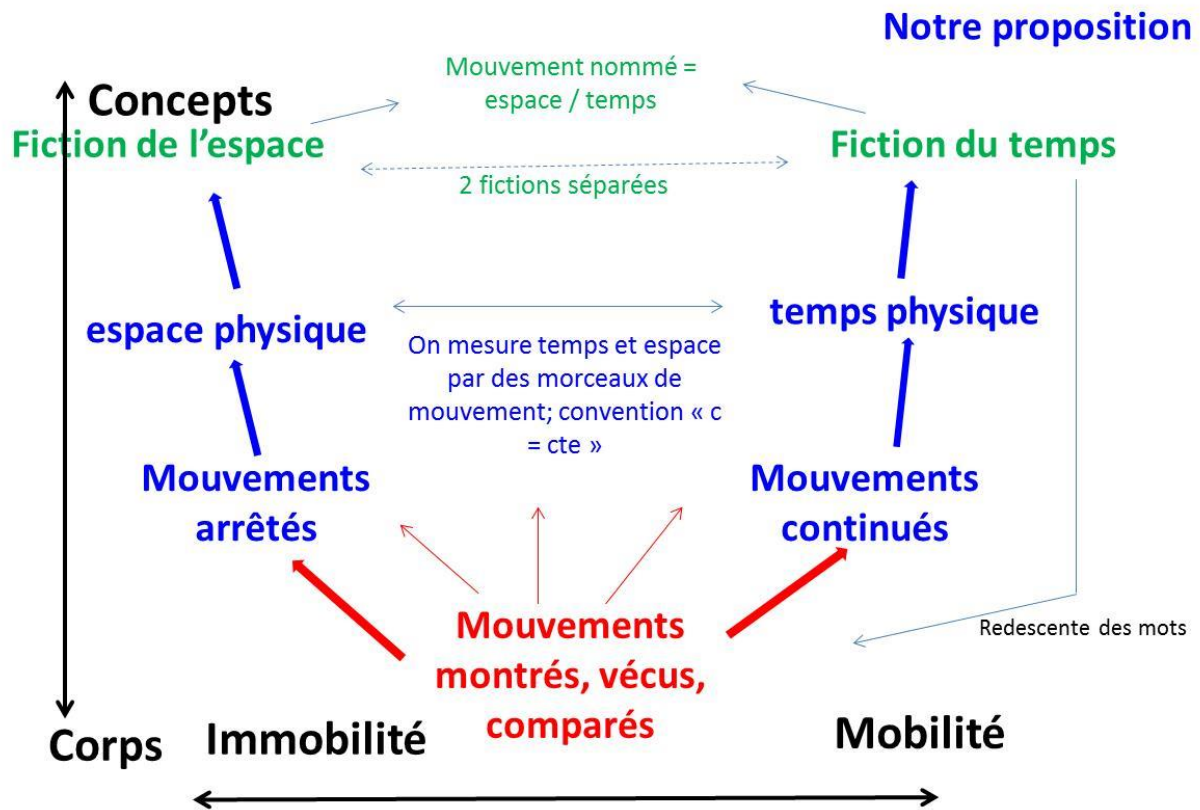 Notre proposition
Mouvement nommé =
espace / temps
Concepts
Fiction de l'espace
Fiction du temps
2 fictions séparées
espace physique
temps physique
On mesure temps et espace
par des morceaux de
mouvement; convention « c
= cte »
Mouvements
arrêtés
Mouvements
continués
Mouvements
montrés, vécus,
comparés
Redescente des mots
Corps
Immobilité
Mobilité